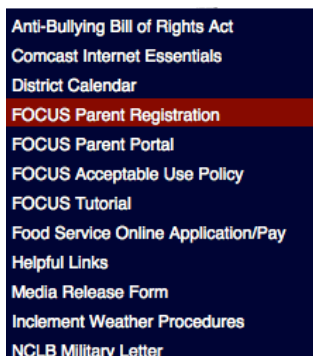 Anti-Bullying Bill of Rights Act
Comcast Internet Essentials
District Calendar
FOCUS Parent Registration
FOCUS Parent Portal
FOCUS Acceptable Use Policy
FOCUS Tutorial
Food Service Online Application/Pay
Helpful Links
Media Release Form
Inclement Weather Procedures
NCLB Military Letter